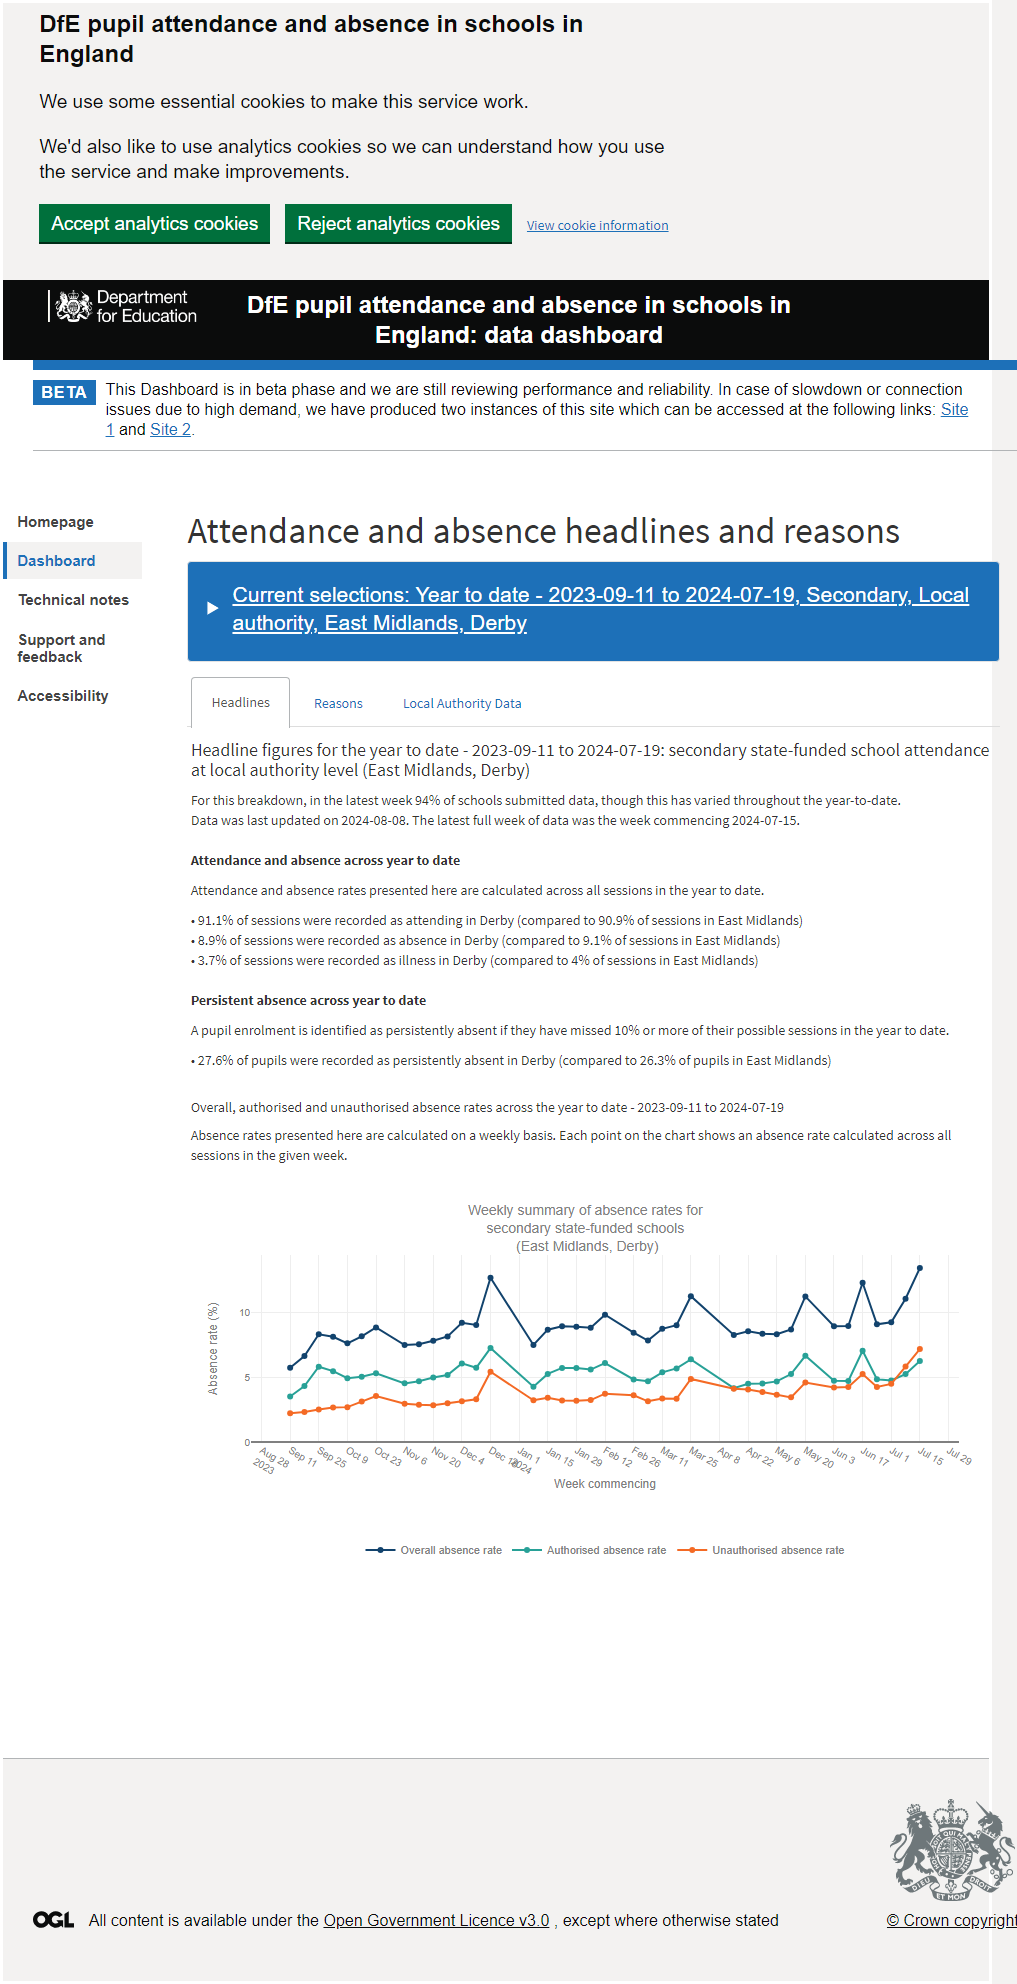 DfE pupil attendance and absence in schools in
England
We use some essential cookies to make this service work.
We'd also like to use analytics cookies so we can understand how you use
the service and make improvements.
Accept analytics cookies
Reject analytics cookies
View cookie information
Department
for Education
DfE pupil attendance and absence in schools in
England: data dashboard
BETA
This Dashboard is in beta phase and we are still reviewing performance and reliability. In case of slowdown or connection
issues due to high demand, we have produced two instances of this site which can be accessed at the following links: Site
1 and Site 2.
Homepage
Dashboard
Technical notes
Support and
feedback
Accessibility
Attendance and absence headlines and reasons
Current selections: Year to date - 2023-09-11 to 2024-07-19, Secondary, Local
authority, East Midlands, Derby
Headlines
Reasons
Local Authority Data
Headline figures for the year to date - 2023-09-11 to 2024-07-19: secondary state-funded school attendance
at local authority level (East Midlands, Derby)
For this breakdown, in the latest week 94% of schools submitted data, though this has varied throughout the year-to-date.
Data was last updated on 2024-08-08. The latest full week of data was the week commencing 2024-07-15.
Attendance and absence across year to date
Attendance and absence rates presented here are calculated across all sessions in the year to date.
• 91.1% of sessions were recorded as attending in Derby (compared to 90.9% of sessions in East Midlands)
• 8.9% of sessions were recorded as absence in Derby (compared to 9.1% of sessions in East Midlands)
• 3.7% of sessions were recorded as illness in Derby (compared to 4% of sessions in East Midlands)
Persistent absence across year to date
A pupil enrolment is identified as persistently absent if they have missed 10% or more of their possible sessions in the year to date.
• 27.6% of pupils were recorded as persistently absent in Derby (compared to 26.3% of pupils in East Midlands)
Overall, authorised and unauthorised absence rates across the year to date - 2023-09-11 to 2024-07-19
Absence rates presented here are calculated on a weekly basis. Each point on the chart shows an absence rate calculated across all
sessions in the given week.
Weekly summary of absence rates for
secondary state-funded schools
(East Midlands, Derby)
Absence rate (%)
10
5
0
Aug 28
2023
Sep 11
Sep 25
Oct 9
Oct 23
Nov 6
Nov 20
Dec 4
Dec 18
Jan 1
2024
Jan 15
Jan 29
Feb 12
Feb 26
Mar 11
Mar 25
Apr 8
Apr 22
May 6
May 20
Jun 3
Jun 17
Jul 1
Jul 15
Jul 29
Week commencing
Overall absence rate
Authorised absence rate
Unauthorised absence rate
DIEU ET MON DROIT
OGL
All content is available under the Open Government Licence v3.0 , except where otherwise stated
© Crown copyright